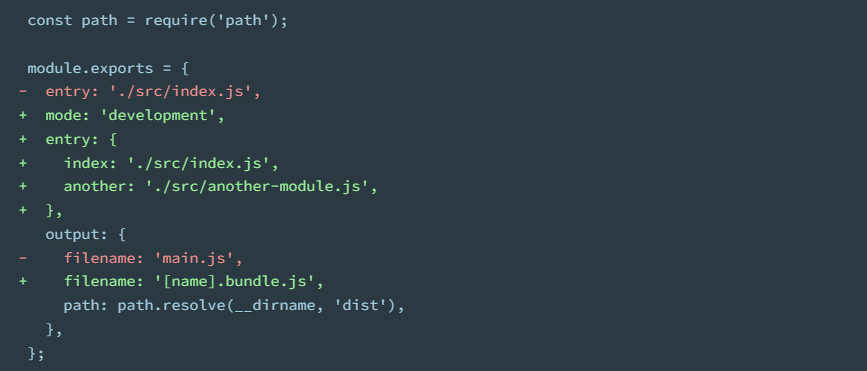 const path = require('path');

 module.exports = {
-  entry: './src/index.js',
+  mode: 'development',
+  entry: {
+    index: './src/index.js',
+    another: './src/another-module.js',
+  },
   output: {
-    filename: 'main.js',
+    filename: '[name].bundle.js',
     path: path.resolve(__dirname, 'dist'),
   },
 };